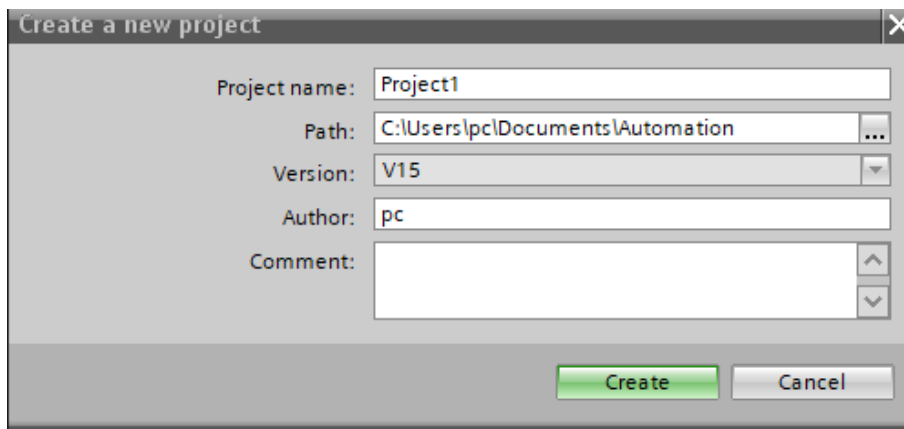 Create a new project
Project name: Project1
Path: C:\Users\pc\Documents\Automation ...
Version: V15
Author: pc
Comment:
Create Cancel